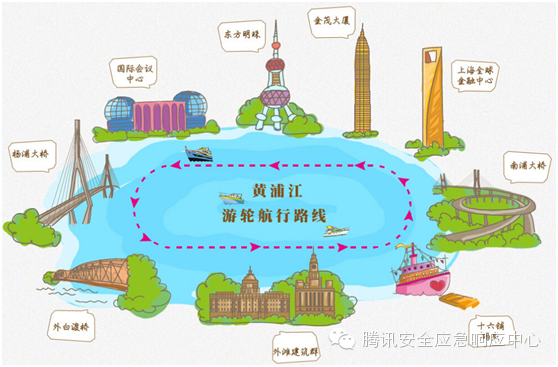 东方明珠
金茂大厦
国际会议
中心
上海全球
金融中心
杨浦大桥
南浦大桥
黄浦江
游轮航行路线
外白渡桥
外滩建筑群
十六铺
码头
腾讯安全应急响应中心